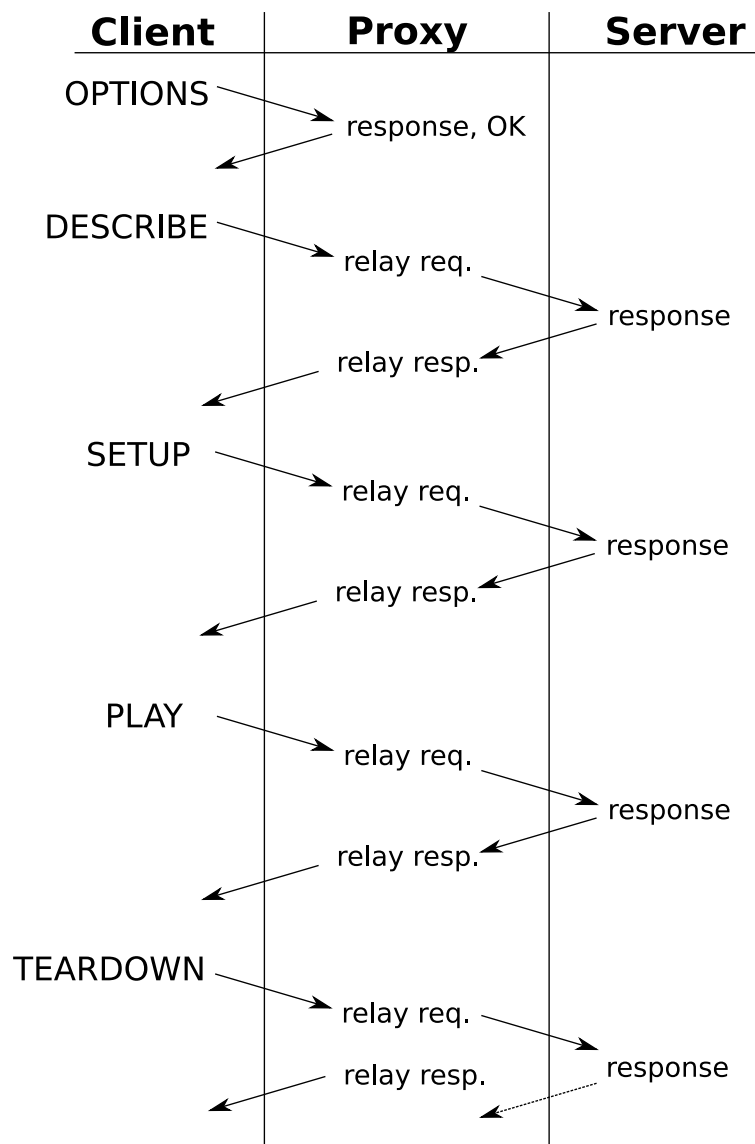 Client Proxy Server
OPTIONS
response, OK
DESCRIBE
relay req.
response
relay resp.
SETUP
relay req.
response
relay resp.
PLAY
relay req.
response
relay resp.
TEARDOWN
relay req.
response
relay resp.